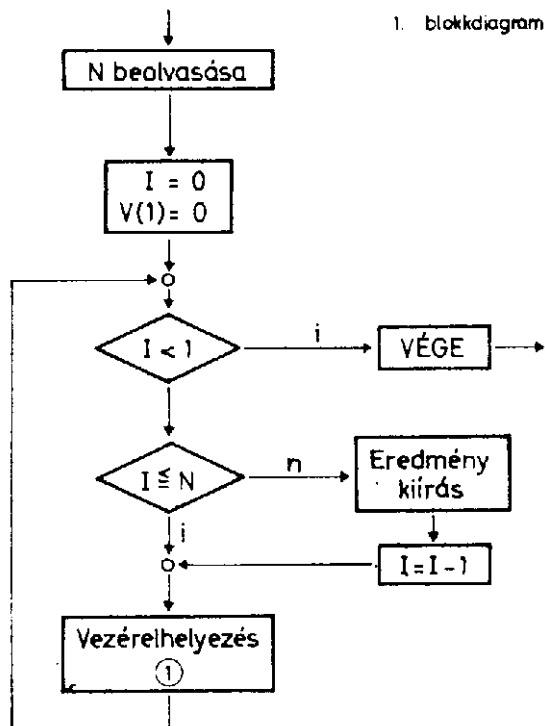 1. blokkdiagram
N beolvasása
I = 0
V(1) = 0
I < 1
i
VÉGE
I ≦ N
n
Eredmény
kiírás
i
I = I - 1
Vezérelhelyezés
1